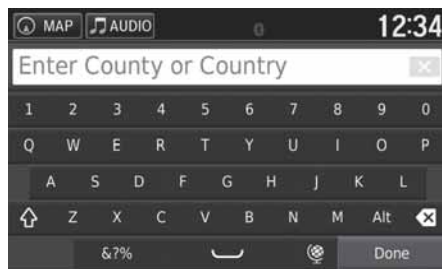 MAP AUDIO 12:34
Enter County or Country
1 2 3 4 5 6 7 8 9 0
Q W E R T Y U I O P
A S D F G H J K L
Z X C V B N M Alt
&?% Done